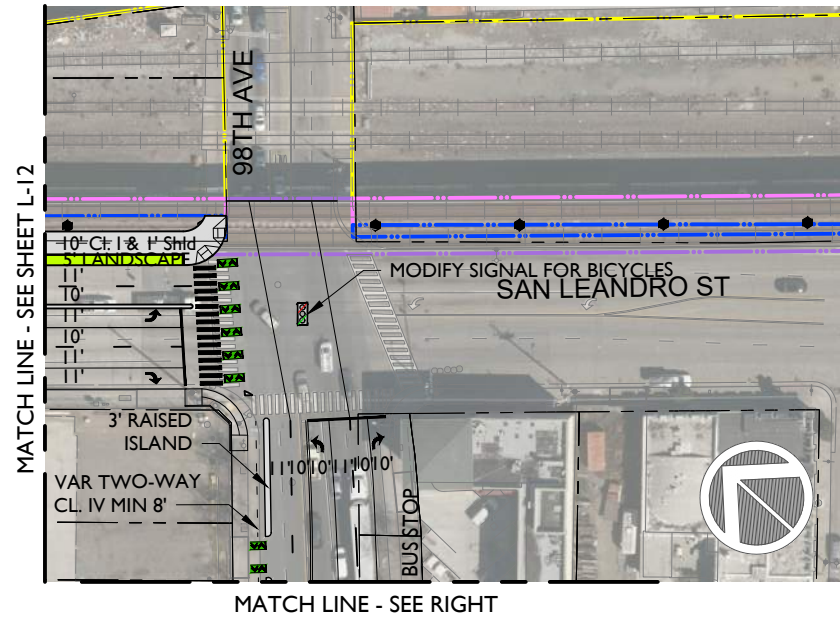 98TH AVE
MATCH LINE - SEE SHEET L-12
10' Cl. I & 1' Shld
5' LANDSCAPE
11'
10'
11'
10'
11'
11'
MODIFY SIGNAL FOR BICYCLES
SAN LEANDRO ST
3' RAISED
ISLAND
11'10'10'11'10'10'
VAR TWO-WAY
CL. IV MIN 8'
BUS STOP
MATCH LINE - SEE RIGHT